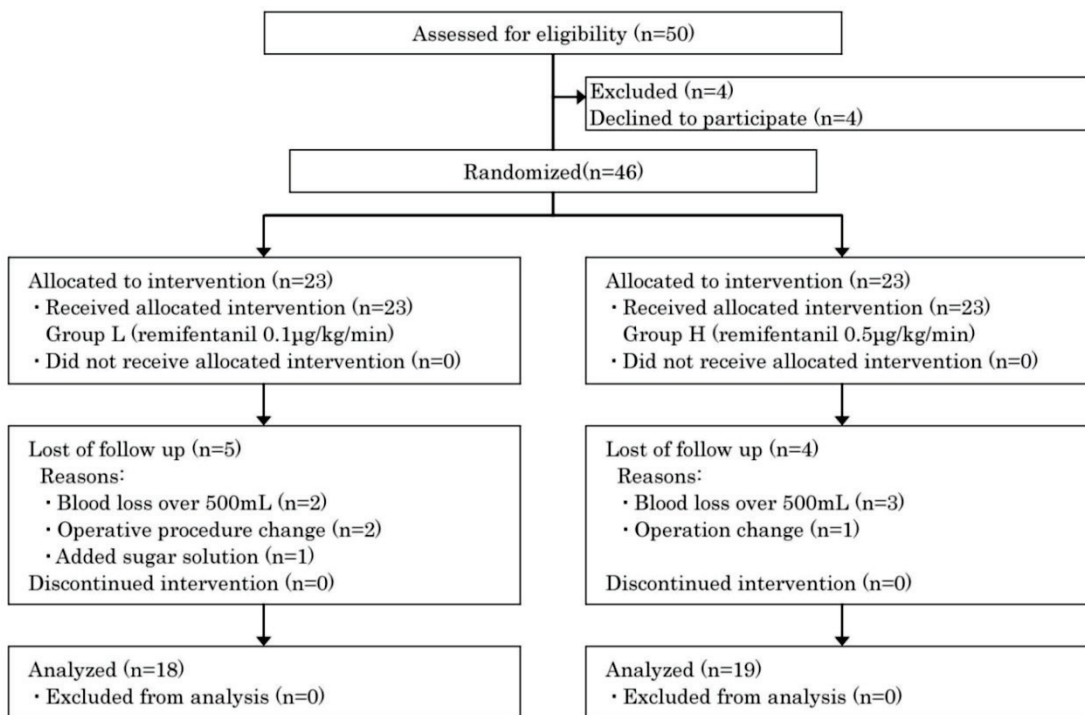 Assessed for eligibility (n=50)
Excluded (n=4)
Declined to participate (n=4)
Randomized(n=46)
Allocated to intervention (n=23)
・Received allocated intervention (n=23)
Group L (remifentanil 0.1μg/kg/min)
・Did not receive allocated intervention (n=0)
Lost of follow up (n=5)
Reasons:
・Blood loss over 500mL (n=2)
・Operative procedure change (n=2)
・Added sugar solution (n=1)
Discontinued intervention (n=0)
Analyzed (n=18)
・Excluded from analysis (n=0)
Allocated to intervention (n=23)
・Received allocated intervention (n=23)
Group H (remifentanil 0.5μg/kg/min)
・Did not receive allocated intervention (n=0)
Lost of follow up (n=4)
Reasons:
・Blood loss over 500mL (n=3)
・Operation change (n=1)
Discontinued intervention (n=0)
Analyzed (n=19)
・Excluded from analysis (n=0)